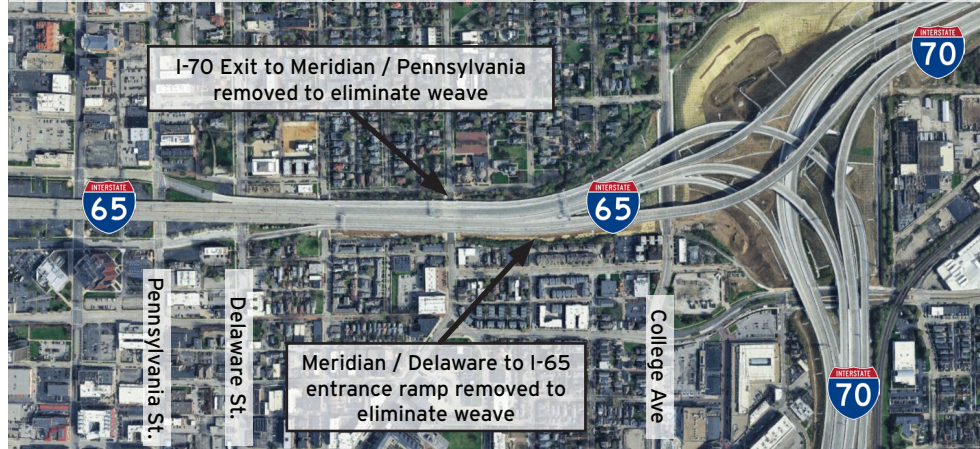 I-70 Exit to Meridian / Pennsylvania
removed to eliminate weave
INTERSTATE
70
INTERSTATE
65
INTERSTATE
65
Pennsylvania St.
Delaware St.
College Ave
Meridian / Delaware to I-65
entrance ramp removed to
eliminate weave
INTERSTATE
70